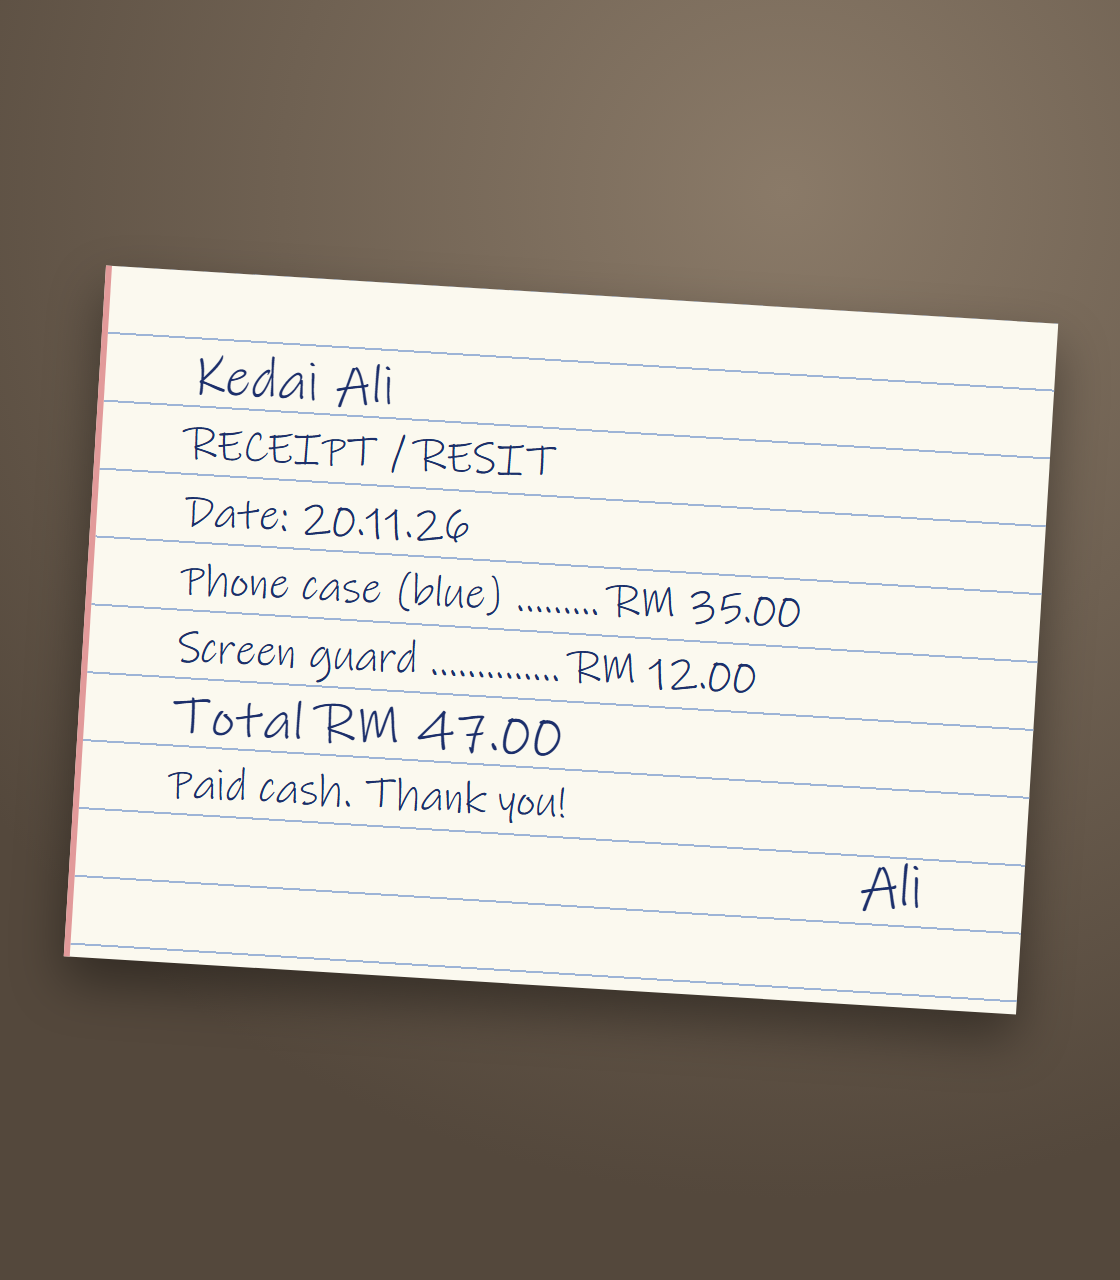 Kedai Ali
RECEIPT / RESIT
Date: 20.11.26
Phone case (blue) ......... RM 35.00
Screen guard .............. RM 12.00
Total RM 47.00
Paid cash. Thank you!
Ali